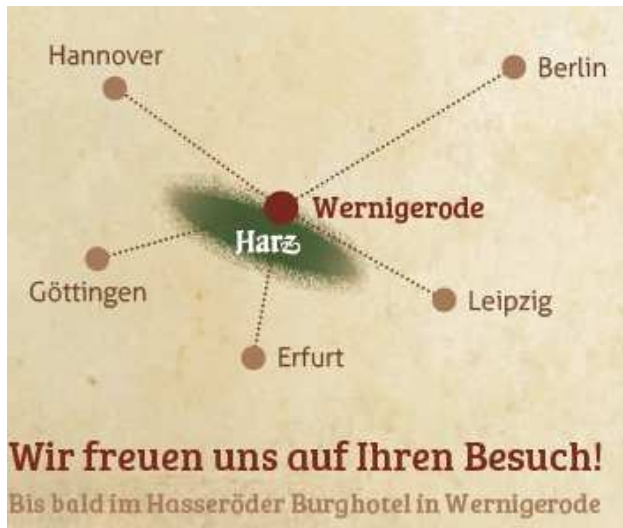 Hannover
Berlin
Wernigerode
Harz
Göttingen
Leipzig
Erfurt
Wir freuen uns auf Ihren Besuch!
Bis bald im Hasseröder Burghotel in Wernigerode